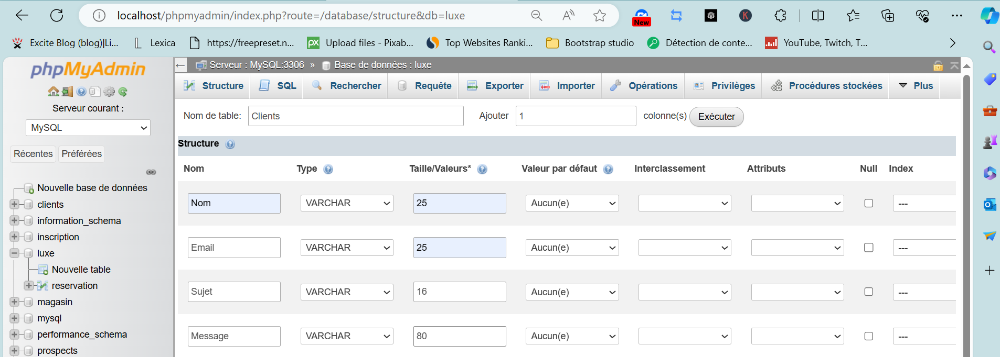 localhost/phpmyadmin/index.php?route=/database/structure&db=luxe
New
K
Excite Blog (blog)|Li...
Lexica
https://freepreset.n...
px
Upload files - Pixab...
Top Websites Ranki...
Bootstrap studio
Détection de conte...
YouTube, Twitch, T...
phpMyAdmin
Serveur courant :
MySQL
Récentes
Préférées
Nouvelle base de données
clients
information_schema
inscription
luxe
Nouvelle table
reservation
magasin
mysql
performance_schema
prospects
Serveur : MySQL:3306 » Base de données : luxe
Structure
SQL
Rechercher
Requête
Exporter
Importer
Opérations
Privilèges
Procédures stockées
Plus
Nom de table: Clients Ajouter 1 colonne(s) Exécuter
Structure
Nom Type Taille/Valeurs* Valeur par défaut Interclassement Attributs Null Index
Nom VARCHAR 25 Aucun(e) ---
Email VARCHAR 25 Aucun(e) ---
Sujet VARCHAR 16 Aucun(e) ---
Message VARCHAR 80 Aucun(e) ---